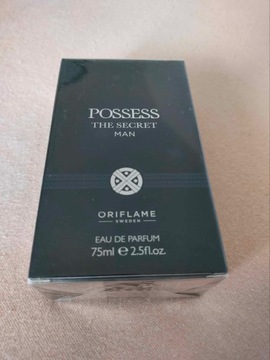 POSSESS
THE SECRET
MAN
ORIFLAME
SWEDEN
EAU DE PARFUM
75ml ℮ 2.5fl.oz.